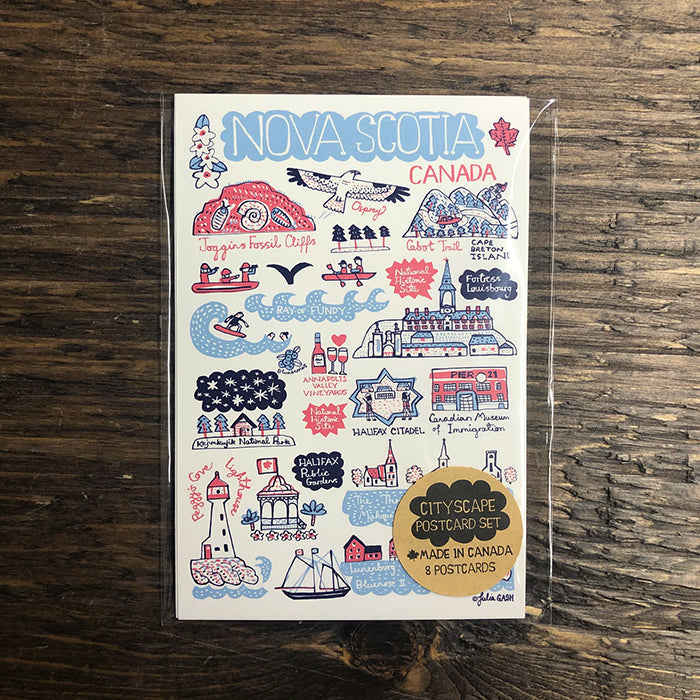 NOVA SCOTIA
CANADA
Osprey
Joggins Fossil Cliffs
Cabot Trail
CAPE
BRETON
ISLAND
National
Historic
Site
Fortress
Louisbourg
BAY OF FUNDY
ANNAPOLIS
VALLEY
VINEYARDS
PIER 21
Canadian Museum
of Immigration
National
Historic
Site
HALIFAX CITADEL
Kejimkujik National Park
Peggy's Cove Lighthouse
HALIFAX
Public
Gardens
The
Lunenburg
Bluenose II
CITYSCAPE
POSTCARD SET
MADE IN CANADA
8 POSTCARDS
©Julia GASH